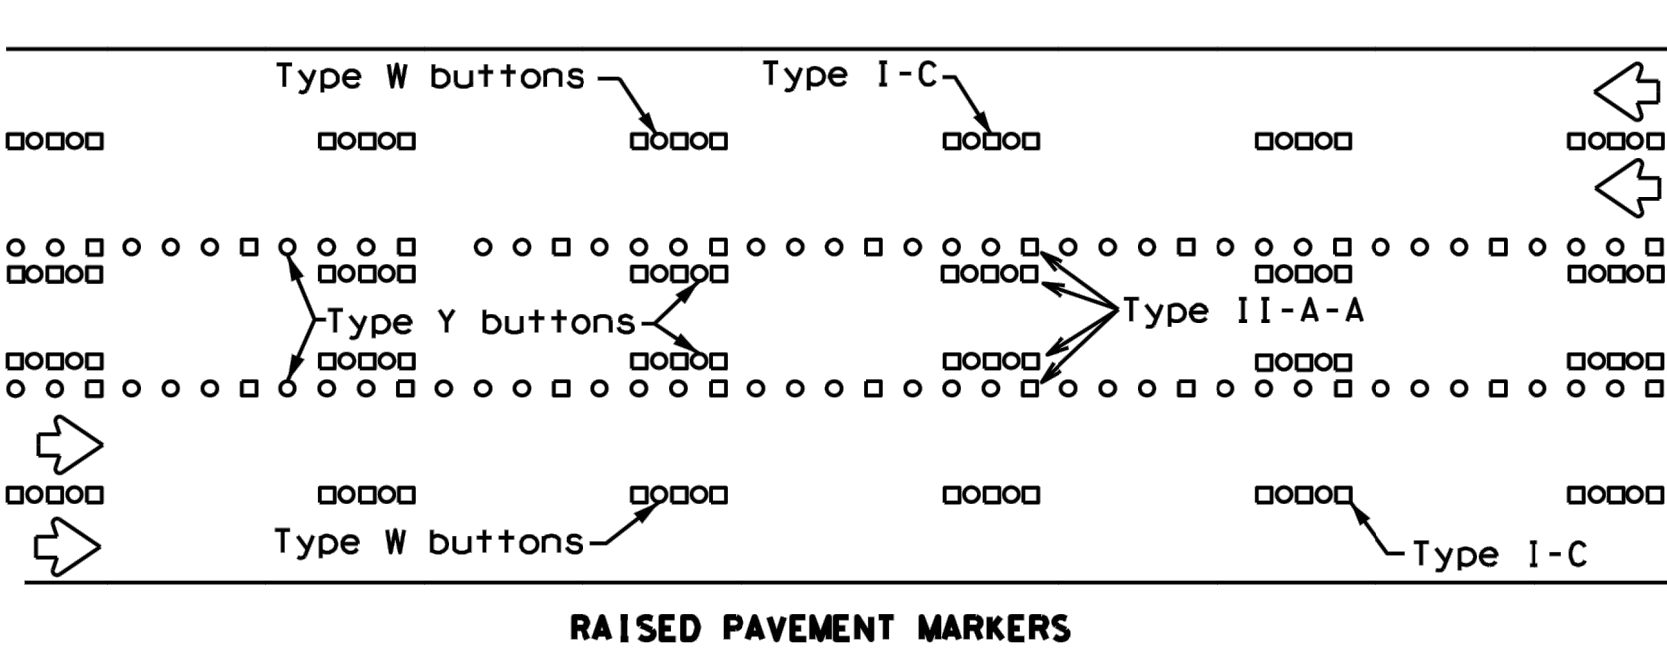 Type W buttons
Type I-C
Type Y buttons
Type II-A-A
Type W buttons
Type I-C
RAISED PAVEMENT MARKERS